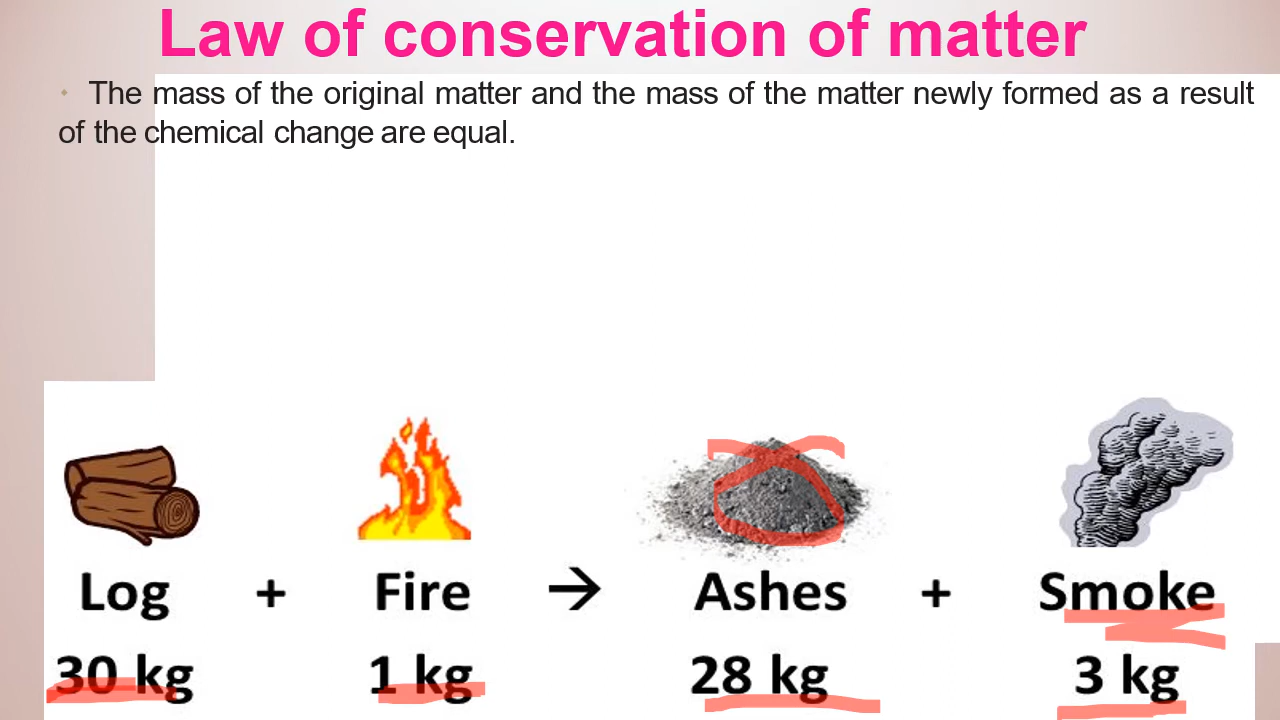 Law of conservation of matter
The mass of the original matter and the mass of the matter newly formed as a result
of the chemical change are equal.
Log + Fire → Ashes + Smoke
30 kg 1 kg 28 kg 3 kg